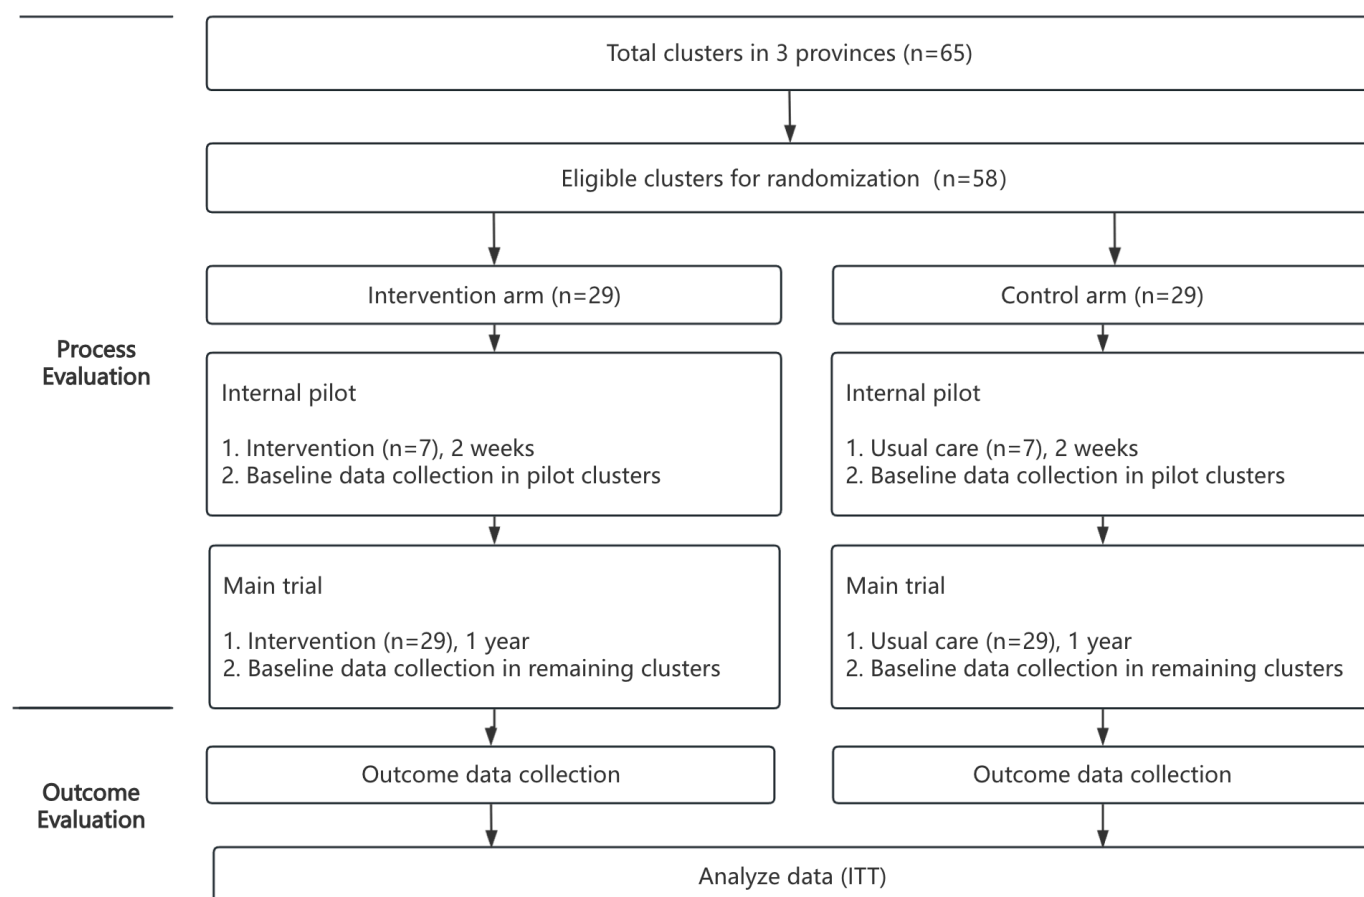 Total clusters in 3 provinces (n=65)
Eligible clusters for randomization  (n=58)
Intervention arm (n=29)
Control arm (n=29)
Process
Evaluation
Internal pilot
1. Intervention (n=7), 2 weeks
2. Baseline data collection in pilot clusters
Internal pilot
1. Usual care (n=7), 2 weeks
2. Baseline data collection in pilot clusters
Main trial
1. Intervention (n=29), 1 year
2. Baseline data collection in remaining clusters
Main trial
1. Usual care (n=29), 1 year
2. Baseline data collection in remaining clusters
Outcome
Evaluation
Outcome data collection
Outcome data collection
Analyze data (ITT)